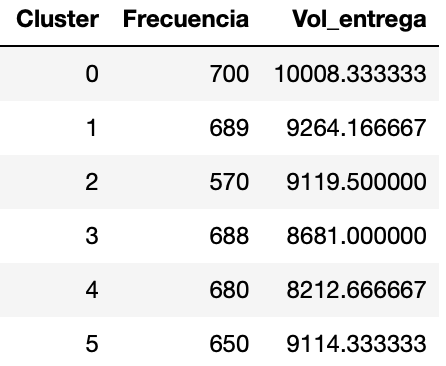 Cluster Frecuencia Vol_entrega
0 700 10008.333333
1 689 9264.166667
2 570 9119.500000
3 688 8681.000000
4 680 8212.666667
5 650 9114.333333